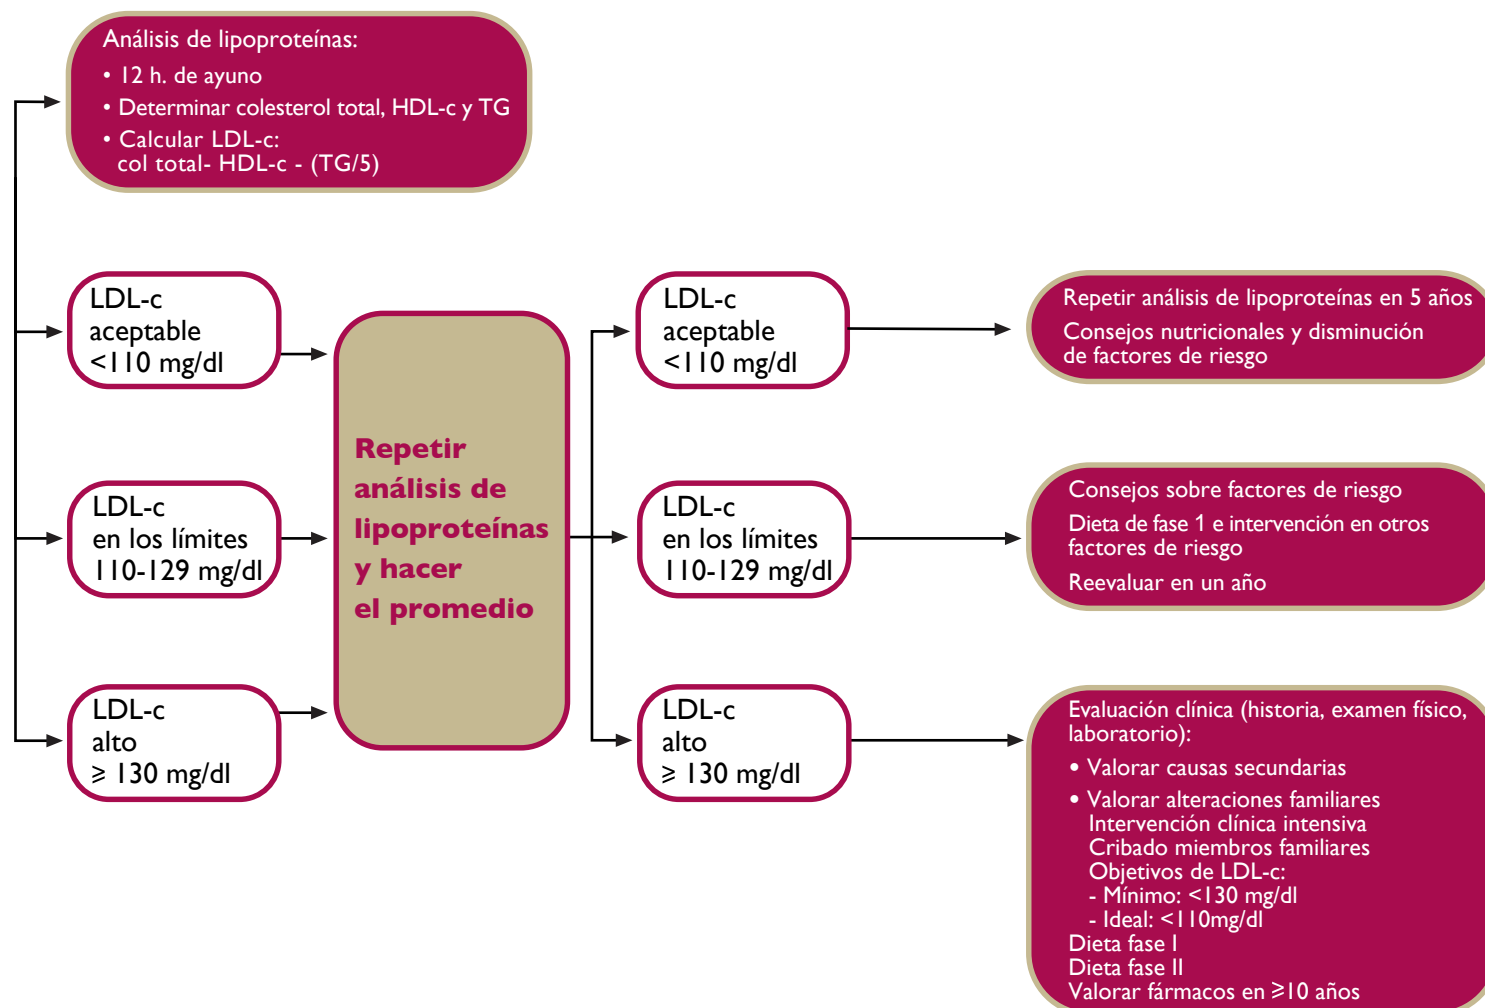 Análisis de lipoproteínas:
• 12 h. de ayuno
• Determinar colesterol total, HDL-c y TG
• Calcular LDL-c:
col total- HDL-c - (TG/5)
LDL-c
aceptable
<110 mg/dl
LDL-c
en los límites
110-129 mg/dl
LDL-c
alto
≥ 130 mg/dl
Repetir
análisis de
lipoproteínas
y hacer
el promedio
LDL-c
aceptable
<110 mg/dl
LDL-c
en los límites
110-129 mg/dl
LDL-c
alto
≥ 130 mg/dl
Repetir análisis de lipoproteínas en 5 años
Consejos nutricionales y disminución
de factores de riesgo
Consejos sobre factores de riesgo
Dieta de fase 1 e intervención en otros
factores de riesgo
Reevaluar en un año
Evaluación clínica (historia, examen físico,
laboratorio):
• Valorar causas secundarias
• Valorar alteraciones familiares
Intervención clínica intensiva
Cribado miembros familiares
Objetivos de LDL-c:
- Mínimo: <130 mg/dl
- Ideal: <110mg/dl
Dieta fase I
Dieta fase II
Valorar fármacos en ≥10 años